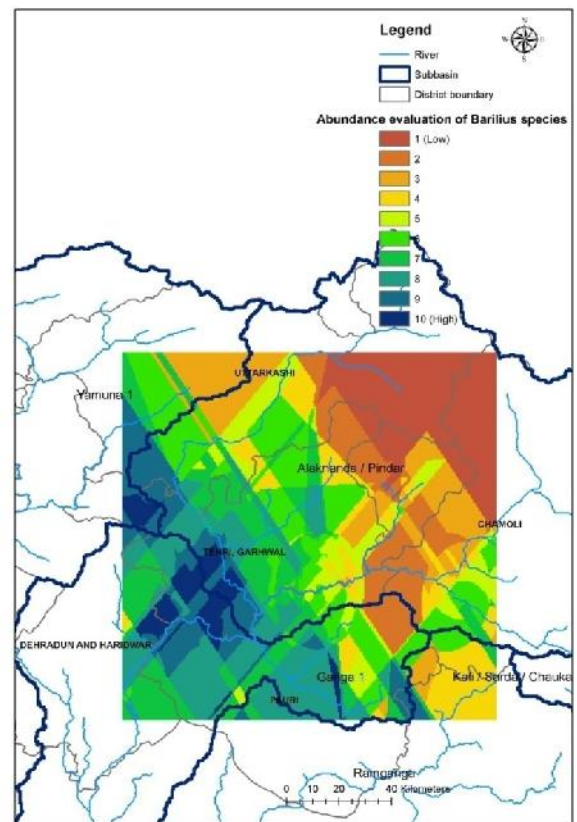 Legend
N
S
River
Subbasin
District boundary
Abundance evaluation of Barilius species
1 (Low)
2
3
4
5
6
7
8
9
10 (High)
UTTARKASHI
Yamuna 1
Alaknanda / Pindar
CHAMOLI
TEHRI, GARHWAL
DEHRADUN AND HARIDWAR
Ganga 1
Kali / Sarda / Chauka
PAURI
Ramganga
0 10 20 40 Kilometers